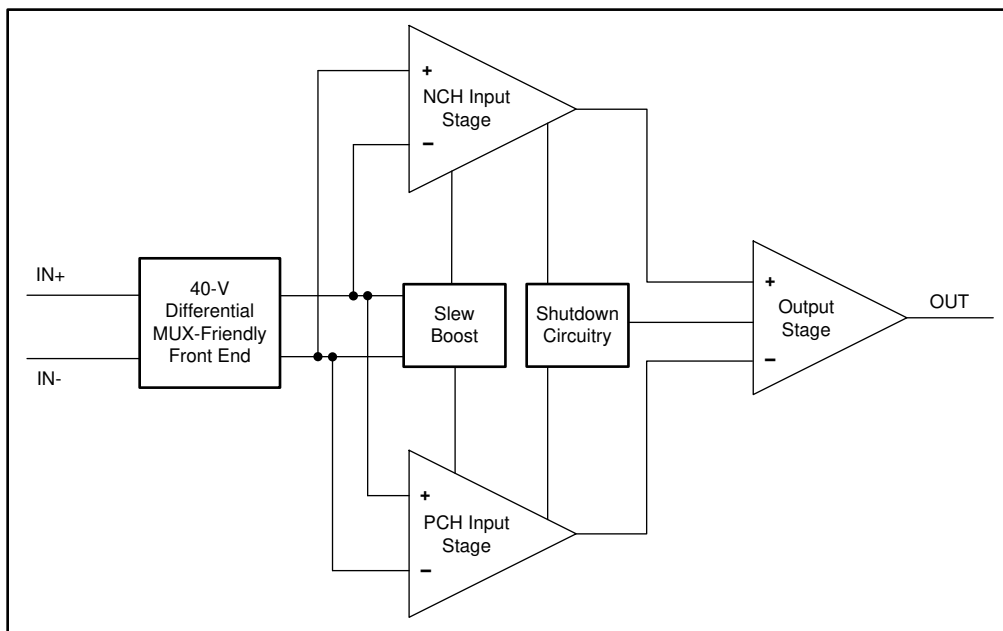 +
NCH Input
Stage
−
IN+
IN-
40-V
Differential
MUX-Friendly
Front End
Slew
Boost
Shutdown
Circuitry
+
Output
Stage
−
OUT
+
PCH Input
Stage
−